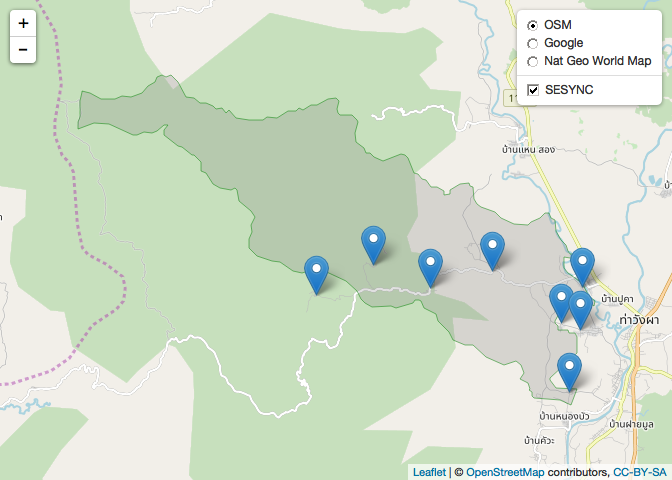 +
−
OSM
Google
Nat Geo World Map
SESYNC
บ้านแหน สอง
บ้านปูคา
ท่าวังผา
บ้านหนองบัว
บ้านฝายมูล
บ้านคัวะ
Leaflet | © OpenStreetMap contributors, CC-BY-SA